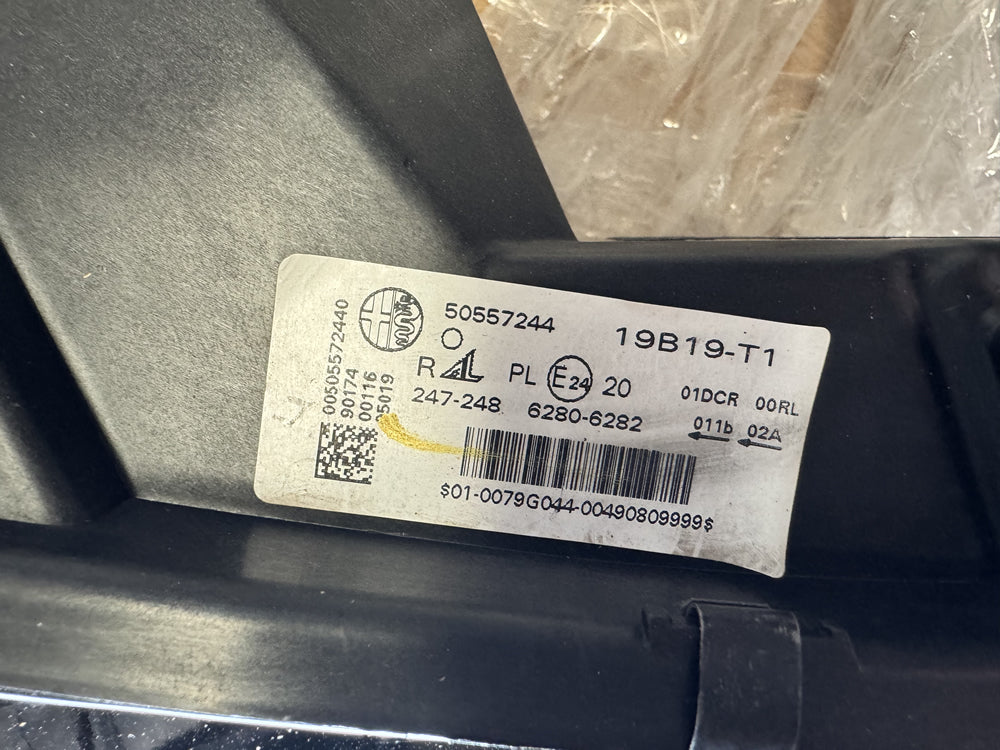 50557244
19B19-T1
R AL PL E24 20
01DCR 00RL
247-248 6280-6282
011b 02A
$01-0079G044-00490809999$
00505572440
90174
00116
5019